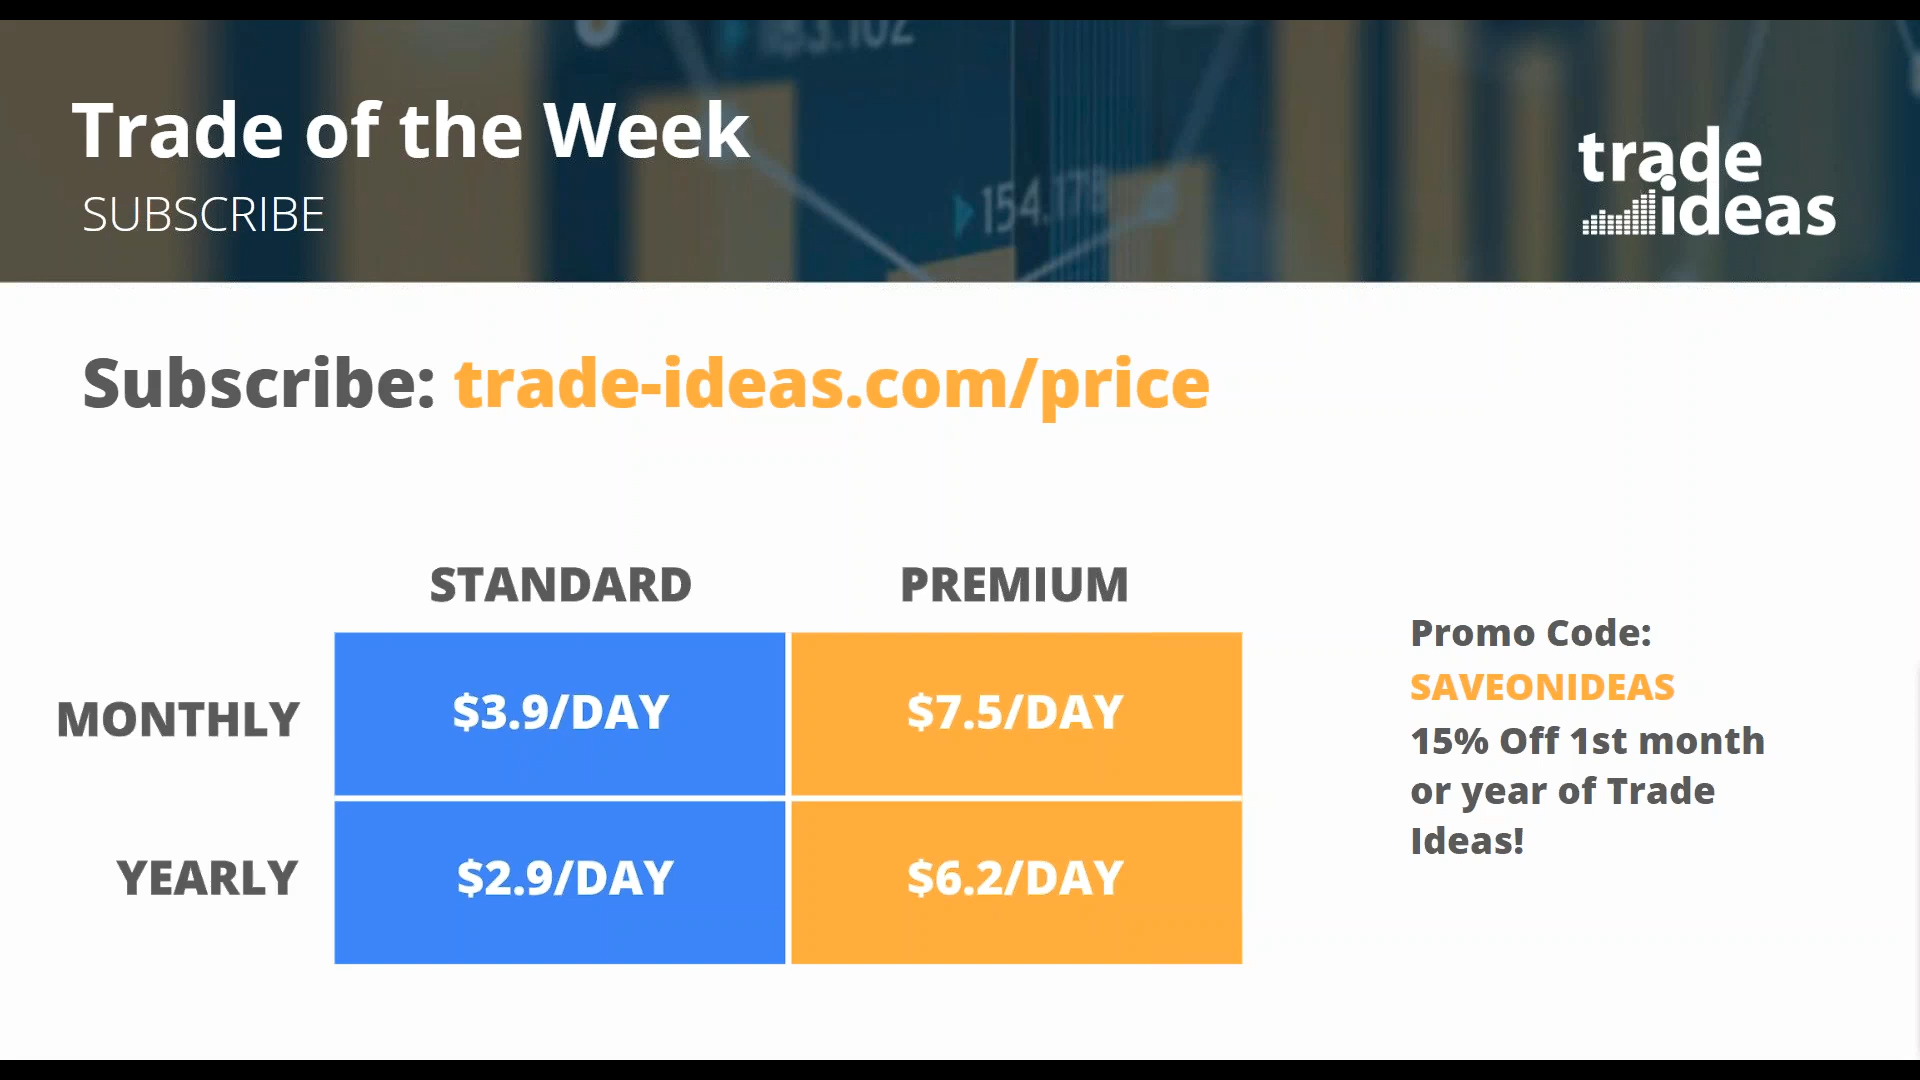 Trade of the Week
SUBSCRIBE
154.178
trade
ideas
Subscribe: trade-ideas.com/price
STANDARD PREMIUM
MONTHLY $3.9/DAY $7.5/DAY
YEARLY $2.9/DAY $6.2/DAY
Promo Code:
SAVEONIDEAS
15% Off 1st month
or year of Trade
Ideas!